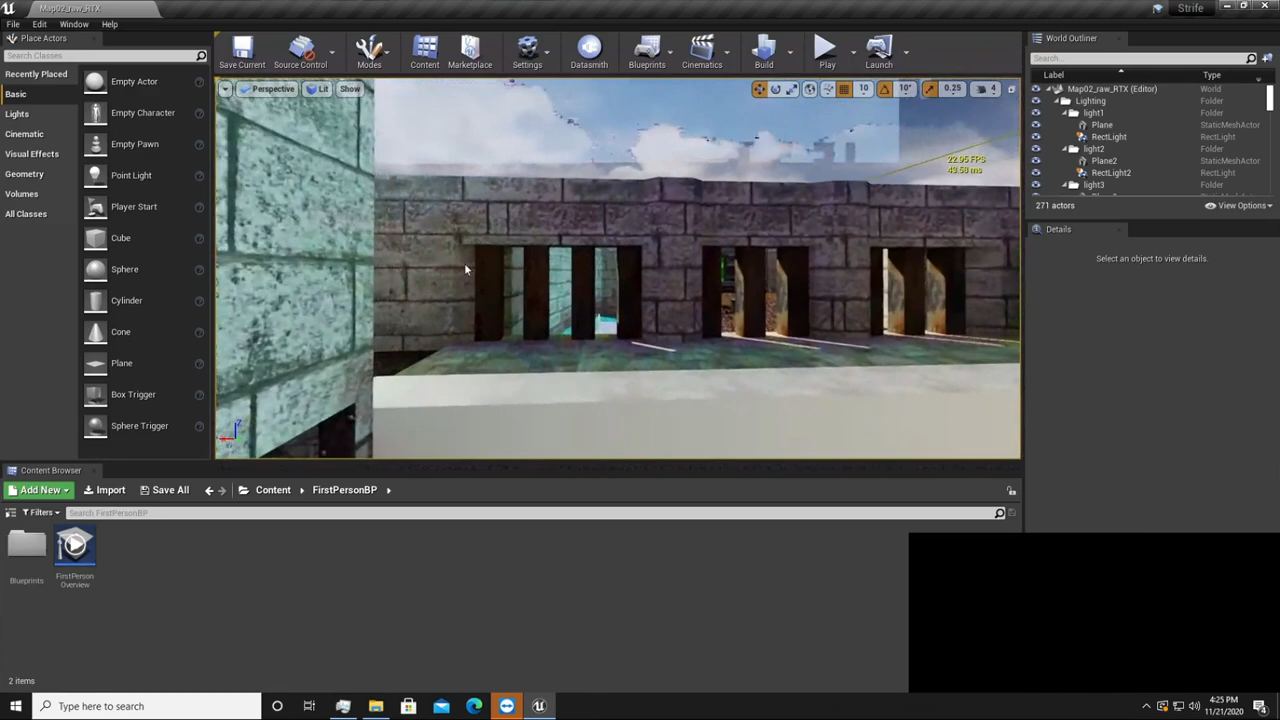 Map02_raw_RTX
Strife
File Edit Window Help
Place Actors
Search Classes
Recently Placed
Basic
Lights
Cinematic
Visual Effects
Geometry
Volumes
All Classes
Empty Actor
Empty Character
Empty Pawn
Point Light
Player Start
Cube
Sphere
Cylinder
Cone
Plane
Box Trigger
Sphere Trigger
Save Current Source Control Modes Content Marketplace Settings Datasmith Blueprints Cinematics Build Play Launch
Perspective Lit Show 10 10° 0.25 4
22.95 FPS
43.58 ms
World Outliner
Search...
Label Type
Map02_raw_RTX (Editor) World
Lighting Folder
light1 Folder
Plane StaticMeshActor
RectLight RectLight
light2 Folder
Plane2 StaticMeshActor
RectLight2 RectLight
light3 Folder
271 actors View Options
Details
Select an object to view details.
Content Browser
Add New Import Save All Content FirstPersonBP
Filters Search FirstPersonBP
Blueprints
FirstPerson
Overview
2 items
Type here to search
4:25 PM
11/21/2020
4